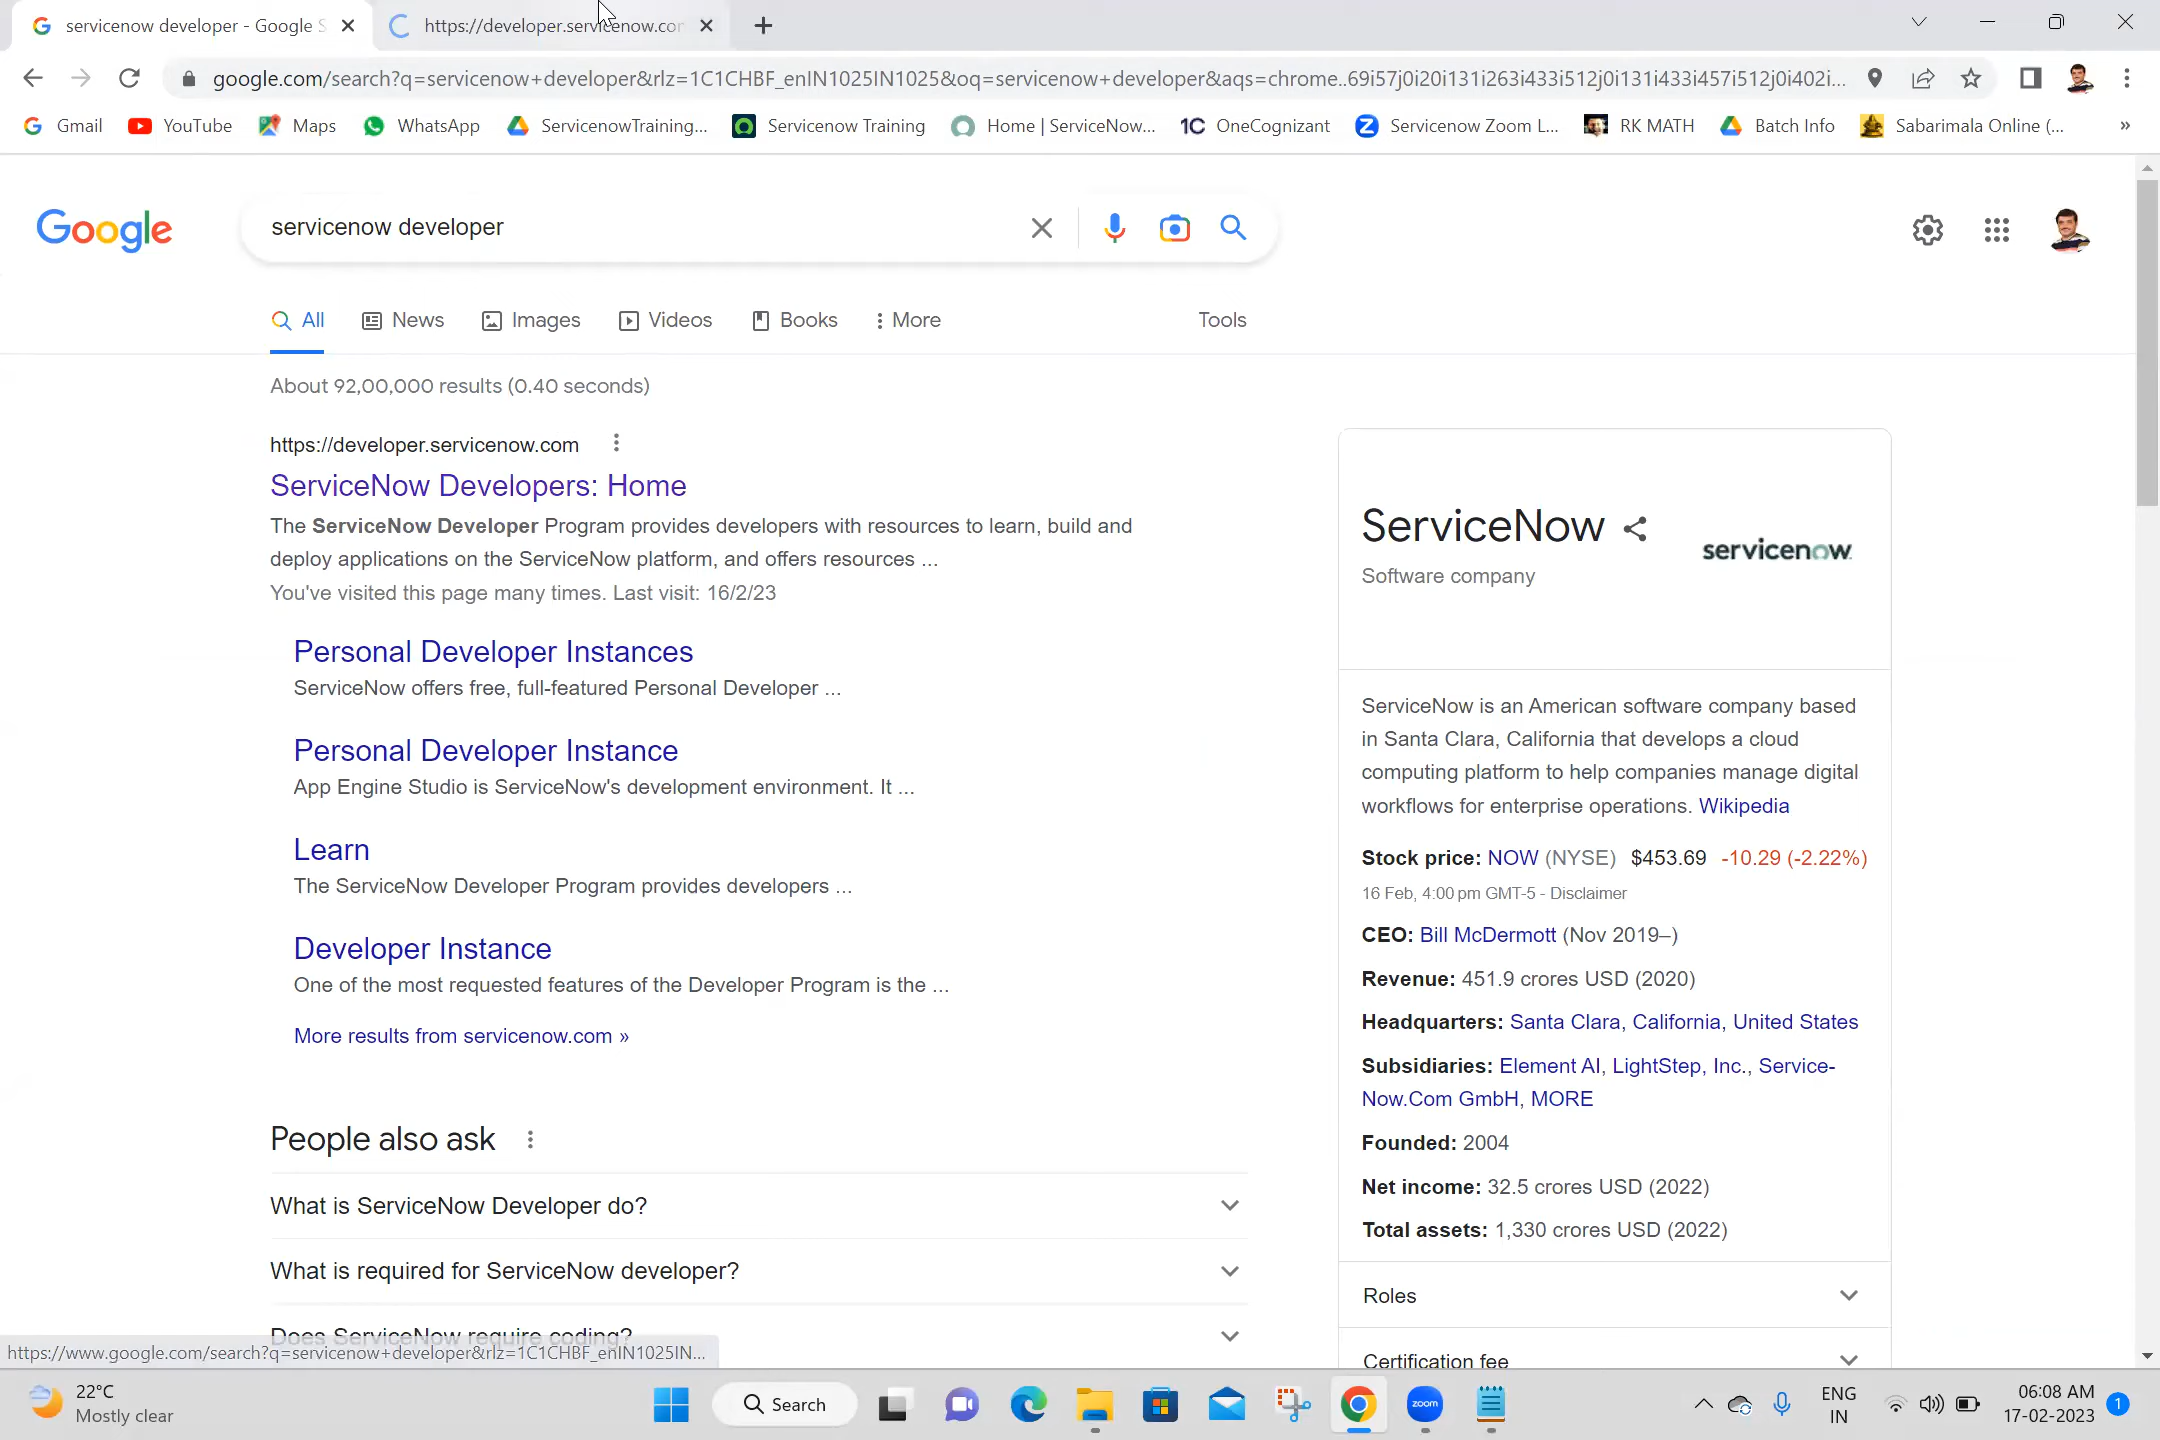 servicenow developer - Google S
https://developer.servicenow.com
google.com/search?q=servicenow+developer&rlz=1C1CHBF_enIN1025IN1025&oq=servicenow+developer&aqs=chrome..69i57j0i20i131i263i433i512j0i131i433i457i512j0i402i...
Gmail YouTube Maps WhatsApp ServicenowTraining... Servicenow Training Home | ServiceNow... 1C OneCognizant Servicenow Zoom L... RK MATH Batch Info Sabarimala Online (... »
Google
servicenow developer
All News Images Videos Books More Tools
About 92,00,000 results (0.40 seconds)
https://developer.servicenow.com
ServiceNow Developers: Home
The ServiceNow Developer Program provides developers with resources to learn, build and
deploy applications on the ServiceNow platform, and offers resources ...
You've visited this page many times. Last visit: 16/2/23
Personal Developer Instances
ServiceNow offers free, full-featured Personal Developer ...
Personal Developer Instance
App Engine Studio is ServiceNow's development environment. It ...
Learn
The ServiceNow Developer Program provides developers ...
Developer Instance
One of the most requested features of the Developer Program is the ...
More results from servicenow.com »
People also ask
What is ServiceNow Developer do?
What is required for ServiceNow developer?
Does ServiceNow require coding?
https://www.google.com/search?q=servicenow+developer&rlz=1C1CHBF_enIN1025IN...
ServiceNow
Software company
servicenow.
ServiceNow is an American software company based
in Santa Clara, California that develops a cloud
computing platform to help companies manage digital
workflows for enterprise operations. Wikipedia
Stock price: NOW (NYSE) $453.69 -10.29 (-2.22%)
16 Feb, 4:00 pm GMT-5 - Disclaimer
CEO: Bill McDermott (Nov 2019–)
Revenue: 451.9 crores USD (2020)
Headquarters: Santa Clara, California, United States
Subsidiaries: Element AI, LightStep, Inc., Service-
Now.Com GmbH, MORE
Founded: 2004
Net income: 32.5 crores USD (2022)
Total assets: 1,330 crores USD (2022)
Roles
Certification fee
22°C
Mostly clear
Search
zoom
ENG
IN
06:08 AM
17-02-2023
1